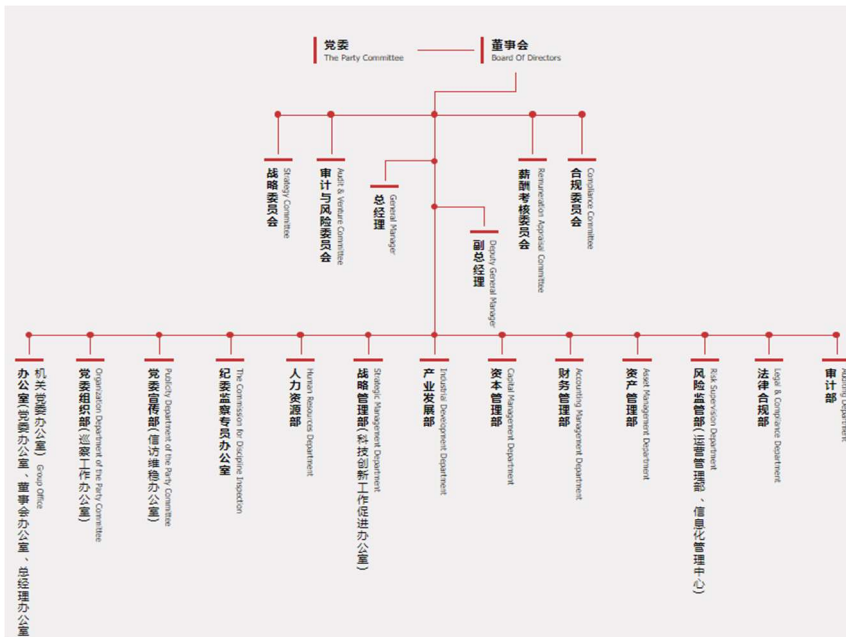 党委
The Party Committee
董事会
Board Of Directors
战略委员会
Strategy Committee
审计与风险委员会
Audit & Venture Committee
总经理
General Manager
副总经理
Deputy General Manager
薪酬考核委员会
Remuneration Appraisal Committee
合规委员会
Compliance Committee
办公室(党委办公室、董事会办公室、总经理办公室
机关党委办公室)
Group Office
党委组织部(巡察工作办公室)
Organization Department of the Party Committee
党委宣传部(信访维稳办公室)
Publicity Department of the Party Committee
纪委监察专员办公室
The Commission for Discipline Inspection
人力资源部
Human Resources Department
战略管理部(科技创新工作促进办公室)
Strategic Management Department
产业发展部
Industrial Development Department
资本管理部
Capital Management Department
财务管理部
Accounting Management Department
资产管理部
Asset Management Department
风险监管部(运营管理部、信息化管理中心)
Risk Supervision Department
法律合规部
Legal & Compliance Department
审计部
Auditing Department